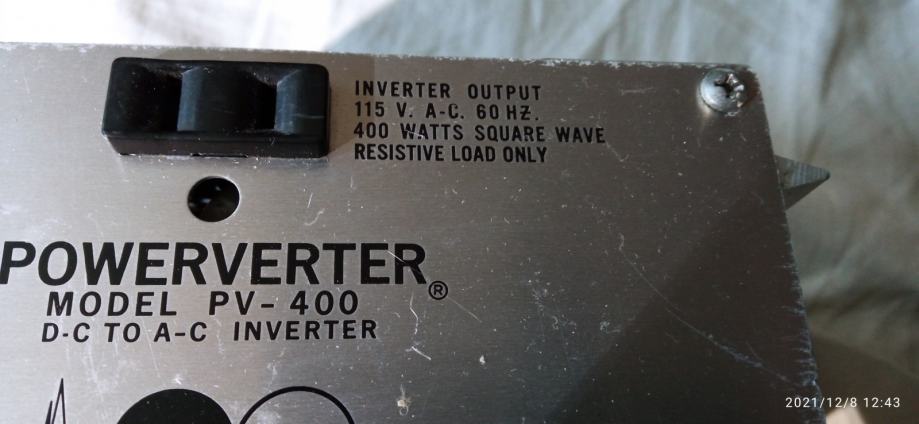 INVERTER OUTPUT
115 V. A-C. 60 HZ.
400 WATTS SQUARE WAVE
RESISTIVE LOAD ONLY
POWERVERTER®
MODEL PV-400
D-C TO A-C INVERTER
2021/12/8 12:43